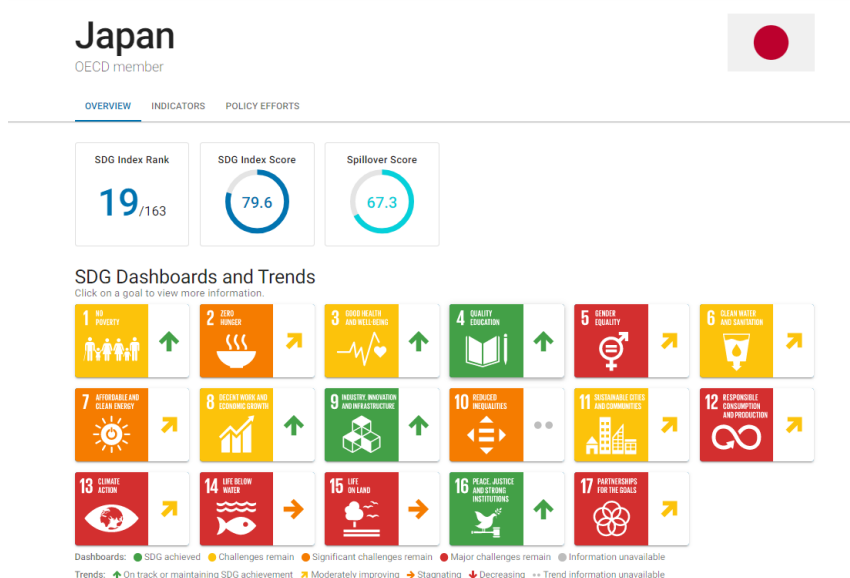 Japan
OECD member
OVERVIEW INDICATORS POLICY EFFORTS
SDG Index Rank
19/163
SDG Index Score
79.6
Spillover Score
67.3
SDG Dashboards and Trends
Click on a goal to view more information.
1 NO
POVERTY
2 ZERO
HUNGER
3 GOOD HEALTH
AND WELL-BEING
4 QUALITY
EDUCATION
5 GENDER
EQUALITY
6 CLEAN WATER
AND SANITATION
7 AFFORDABLE AND
CLEAN ENERGY
8 DECENT WORK AND
ECONOMIC GROWTH
9 INDUSTRY, INNOVATION
AND INFRASTRUCTURE
10 REDUCED
INEQUALITIES
11 SUSTAINABLE CITIES
AND COMMUNITIES
12 RESPONSIBLE
CONSUMPTION
AND PRODUCTION
13 CLIMATE
ACTION
14 LIFE BELOW
WATER
15 LIFE
ON LAND
16 PEACE, JUSTICE
AND STRONG
INSTITUTIONS
17 PARTNERSHIPS
FOR THE GOALS
Dashboards: SDG achieved Challenges remain Significant challenges remain Major challenges remain Information unavailable
Trends: On track or maintaining SDG achievement Moderately improving Stagnating Decreasing Trend information unavailable